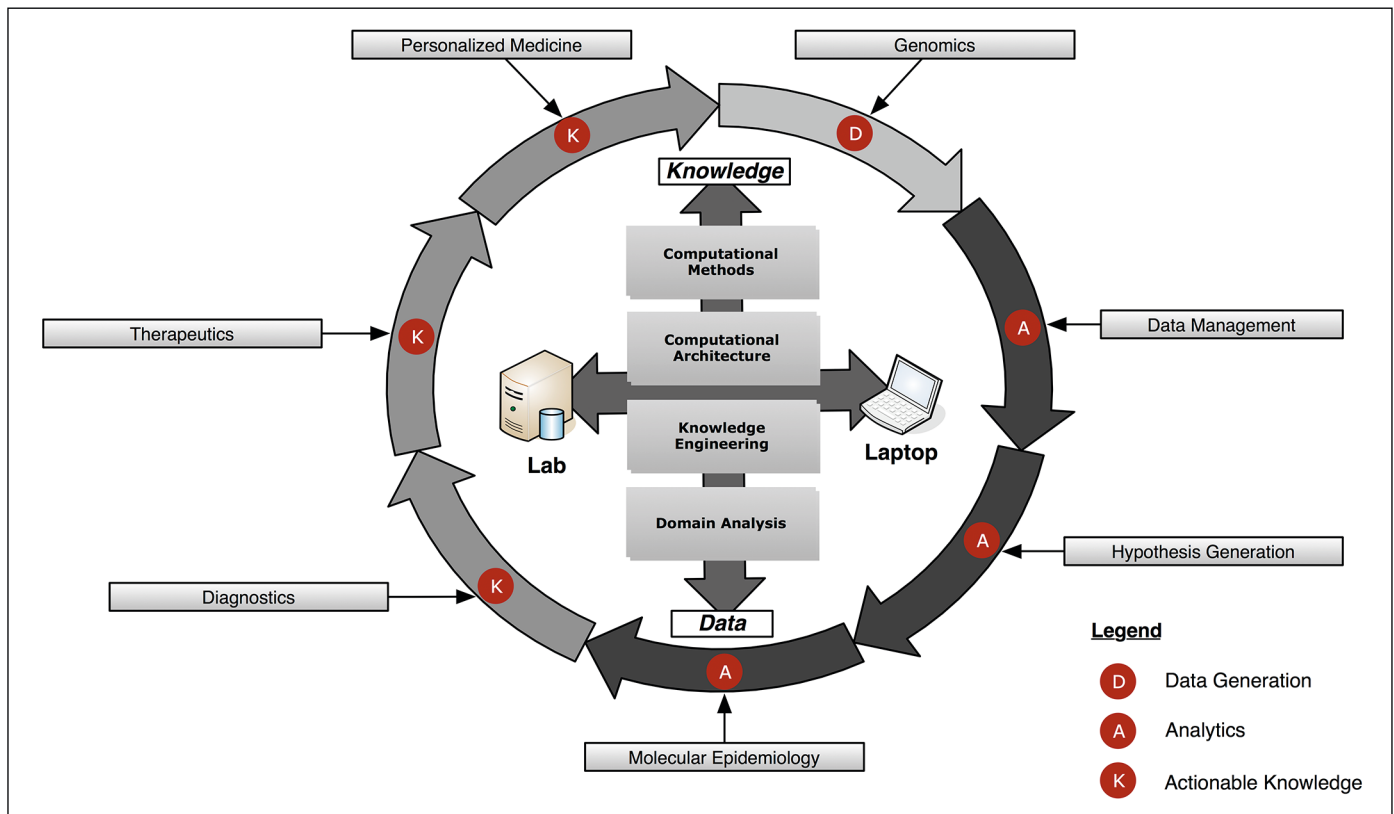 Personalized Medicine
Genomics
K
D
Knowledge
Computational
Methods
Therapeutics
K
Computational
Architecture
A
Data Management
Lab
Knowledge
Engineering
Laptop
Domain Analysis
A
Hypothesis Generation
Diagnostics
K
Data
A
Molecular Epidemiology
Legend
D Data Generation
A Analytics
K Actionable Knowledge